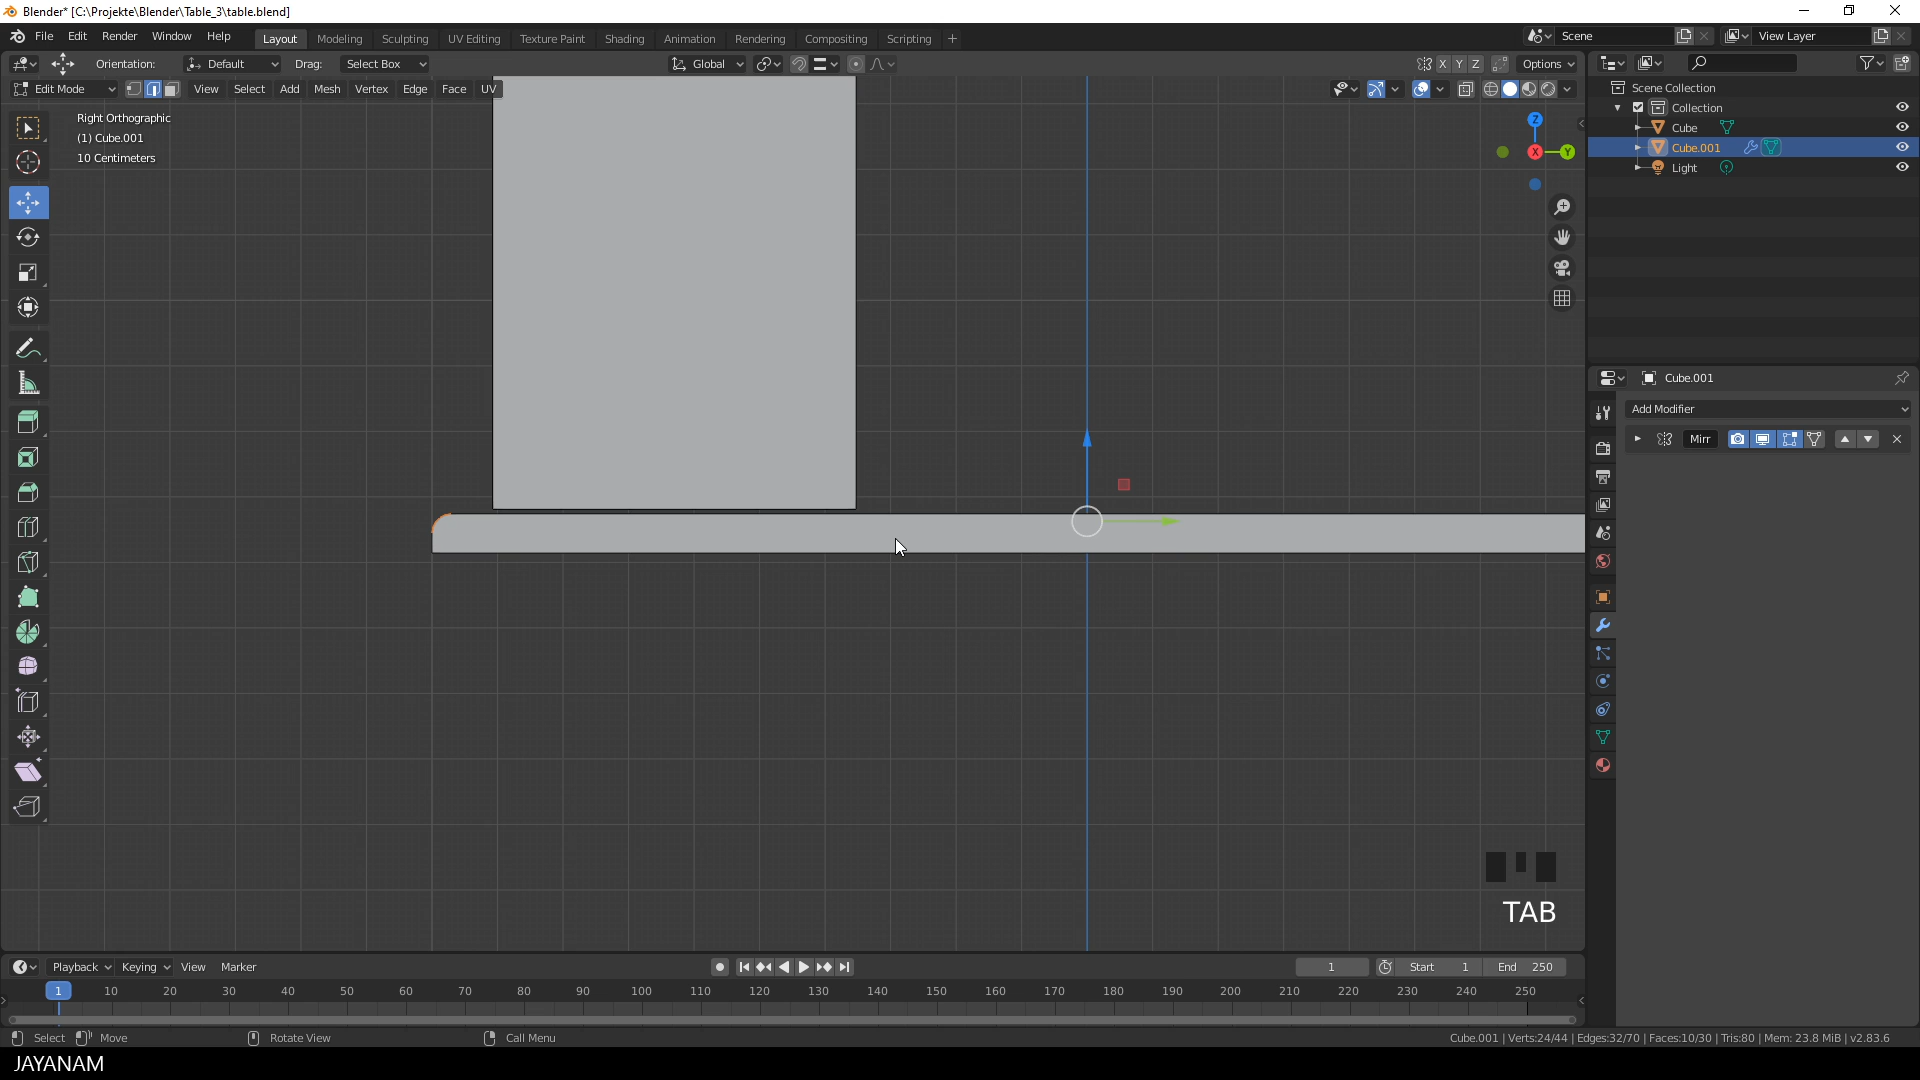 Blender* [C:\Projekte\Blender\Table_3\table.blend]
File Edit Render Window Help Layout Modeling Sculpting UV Editing Texture Paint Shading Animation Rendering Compositing Scripting + Scene View Layer
Orientation: Default Drag: Select Box Global X Y Z Options
Edit Mode View Select Add Mesh Vertex Edge Face UV
Right Orthographic
(1) Cube.001
10 Centimeters
Z
X
Y
Scene Collection
Collection
Cube
Cube.001
Light
Cube.001
Add Modifier
Mirr
TAB
Playback Keying View Marker 1 Start 1 End 250
1 10 20 30 40 50 60 70 80 90 100 110 120 130 140 150 160 170 180 190 200 210 220 230 240 250
Select Move Rotate View Call Menu Cube.001 | Verts:24/44 | Edges:32/70 | Faces:10/30 | Tris:80 | Mem: 23.8 MiB | v2.83.6
JAYANAM